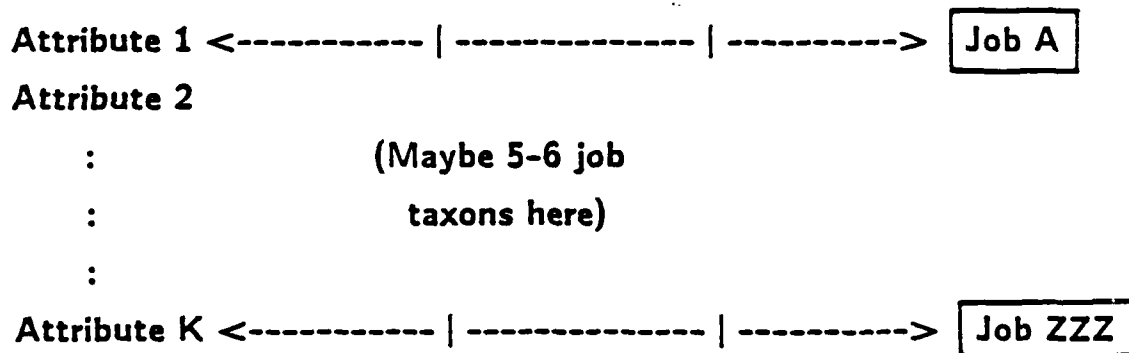 Attribute 1 <----------- | -------------- | ----------> Job A
Attribute 2
: (Maybe 5-6 job
: taxons here)
:
Attribute K <----------- | --------------- | ----------> Job ZZZ